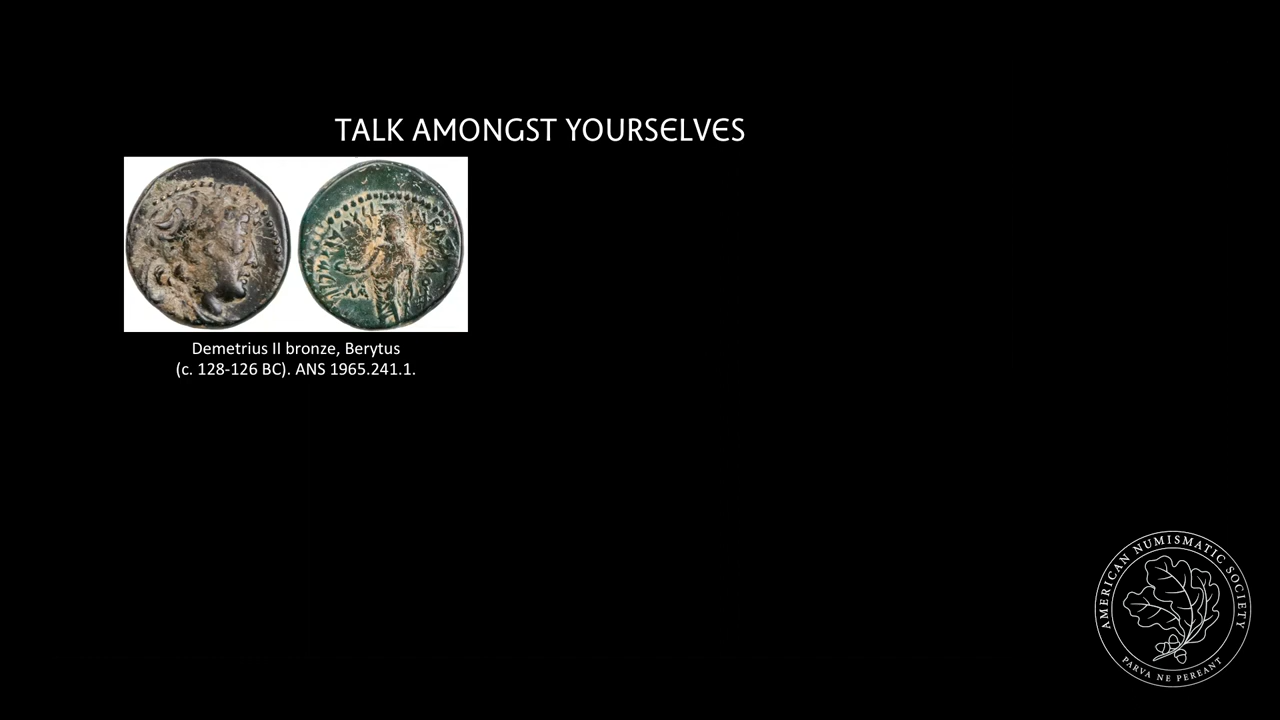 TALK AMONGST YOURSELVES
Demetrius II bronze, Berytus
(c. 128-126 BC). ANS 1965.241.1.
AMERICAN NUMISMATIC SOCIETY
PARVA NE PEREANT